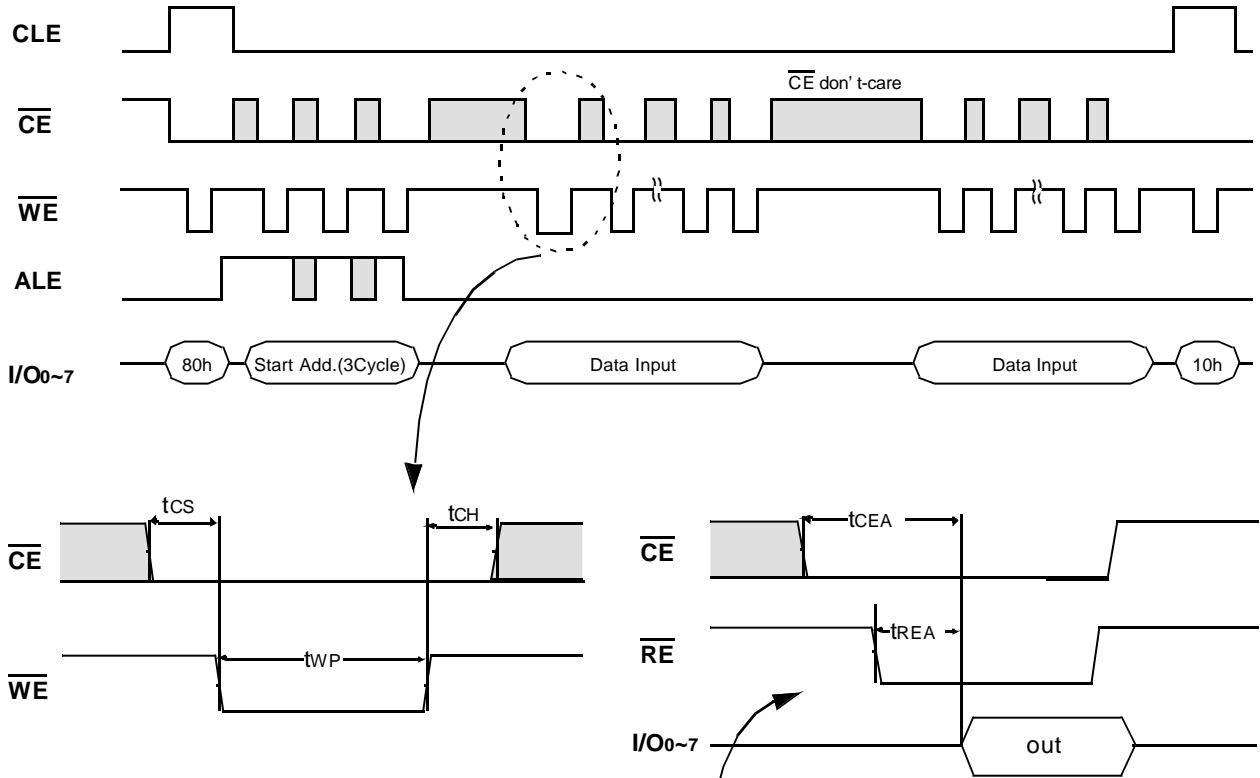 CLE
CE don' t-care
CE
WE
ALE
I/O0~7
80h
Start Add.(3Cycle)
Data Input
Data Input
10h
tCS
tCH
CE
tWP
WE
tCEA
CE
tREA
RE
I/O0~7
out